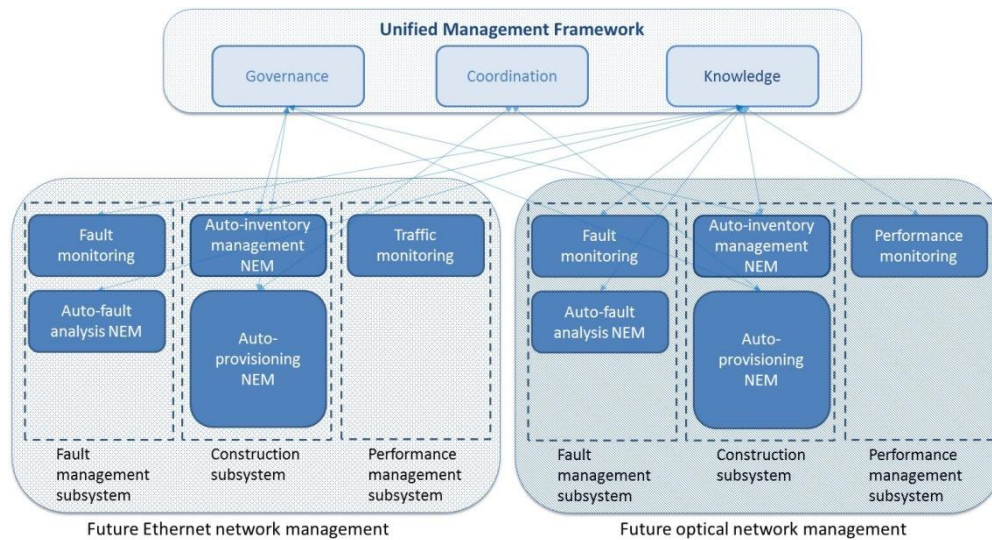 Unified Management Framework
Governance
Coordination
Knowledge
Fault
monitoring
Auto-inventory
management
NEM
Traffic
monitoring
Auto-fault
analysis NEM
Auto-
provisioning
NEM
Fault
management
subsystem
Construction
subsystem
Performance
management
subsystem
Future Ethernet network management
Fault
monitoring
Auto-inventory
management
NEM
Performance
monitoring
Auto-fault
analysis NEM
Auto-
provisioning
NEM
Fault
management
subsystem
Construction
subsystem
Performance
management
subsystem
Future optical network management